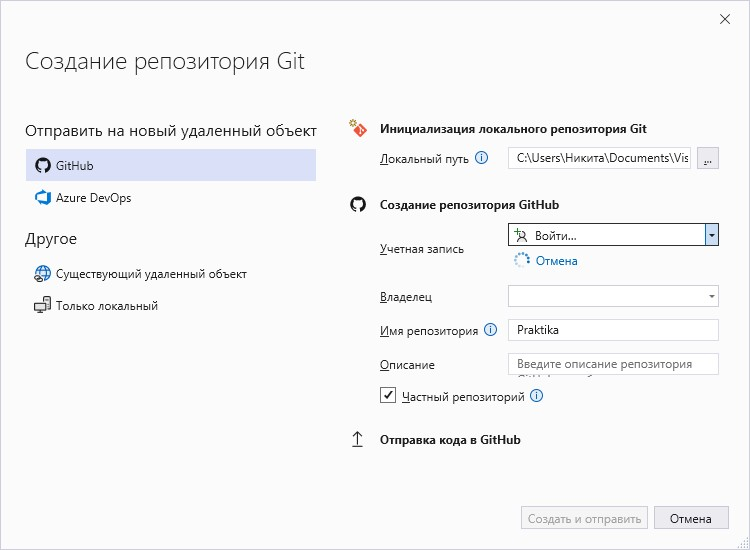 Создание репозитория Git
Отправить на новый удаленный объект
GitHub
Azure DevOps
Другое
Существующий удаленный объект
Только локальный
Инициализация локального репозитория Git
Локальный путь
C:\Users\Никита\Documents\Vis
...
Создание репозитория GitHub
Учетная запись
Войти...
Отмена
Владелец
Имя репозитория
Praktika
Описание
Введите описание репозитория
Частный репозиторий
Отправка кода в GitHub
Создать и отправить
Отмена